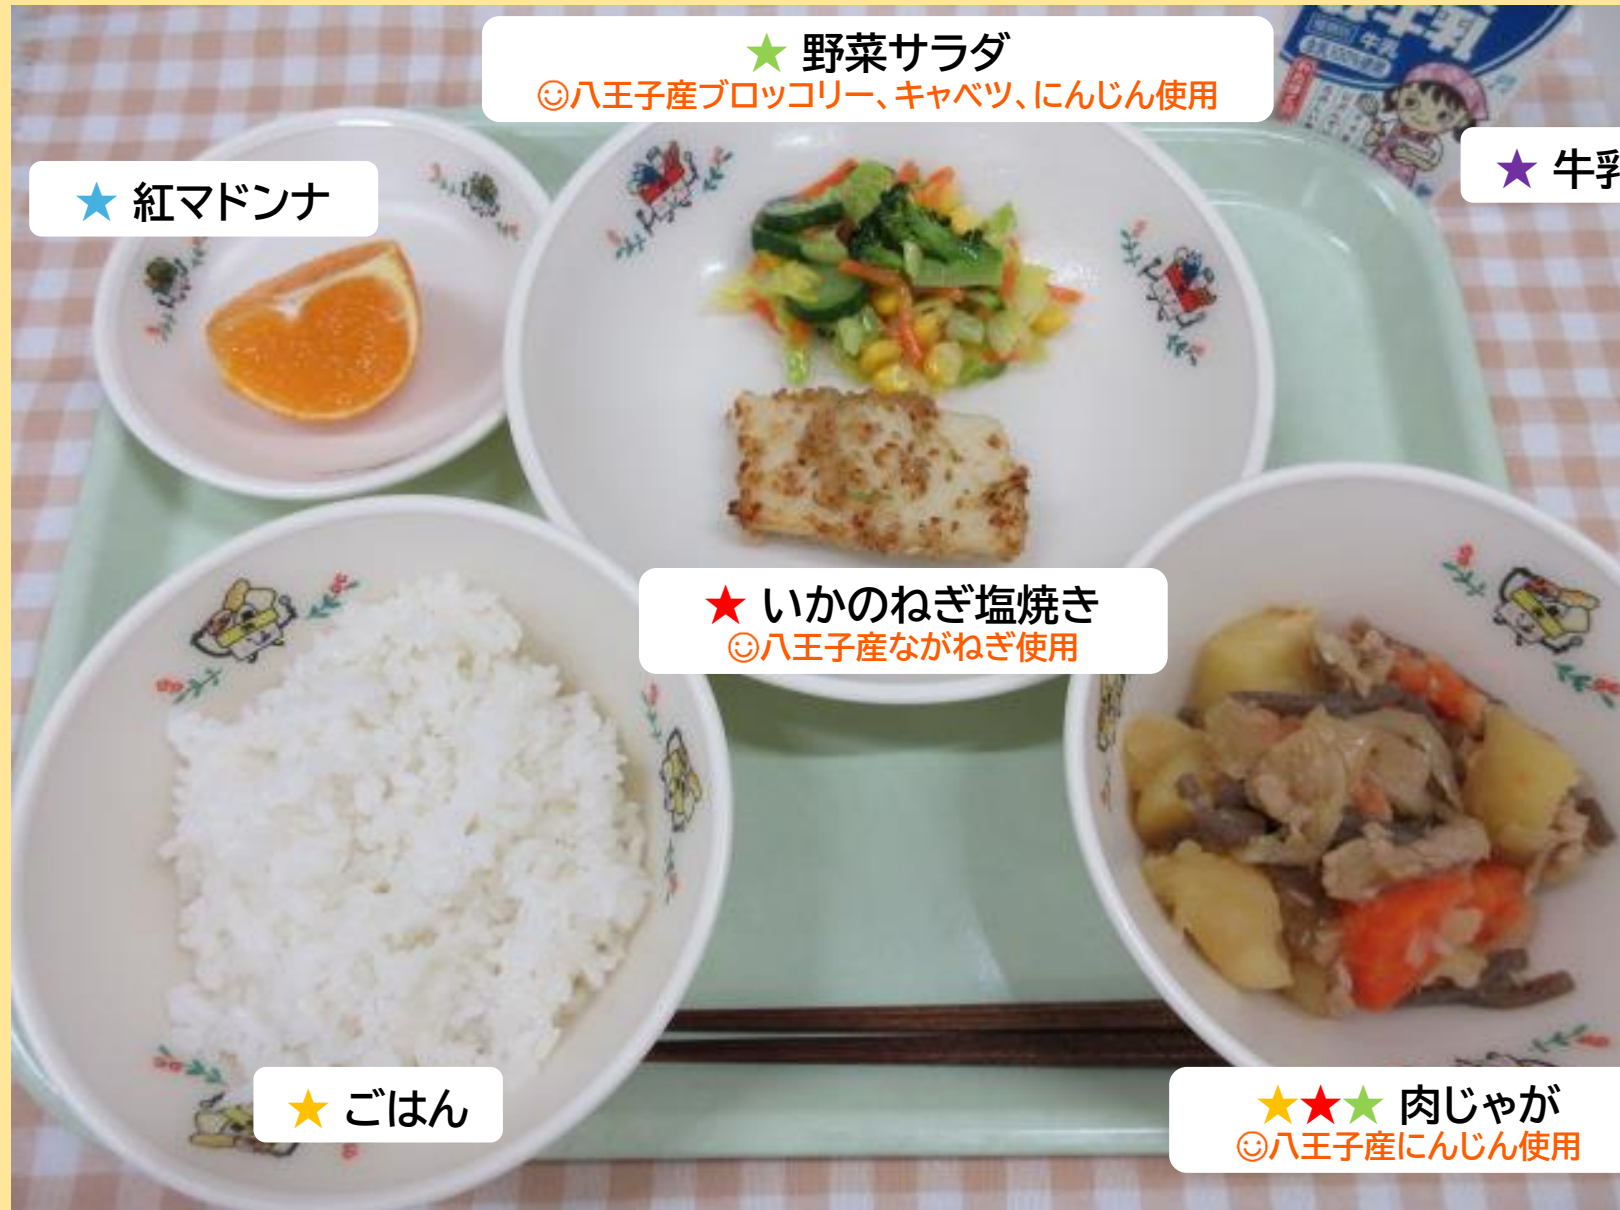 ★ 野菜サラダ
☺八王子産ブロッコリー、キャベツ、にんじん使用
牛乳
★ 牛乳
★ 紅マドンナ
★ いかのねぎ塩焼き
☺八王子産ながねぎ使用
★ ごはん
★★★ 肉じゃが
☺八王子産にんじん使用